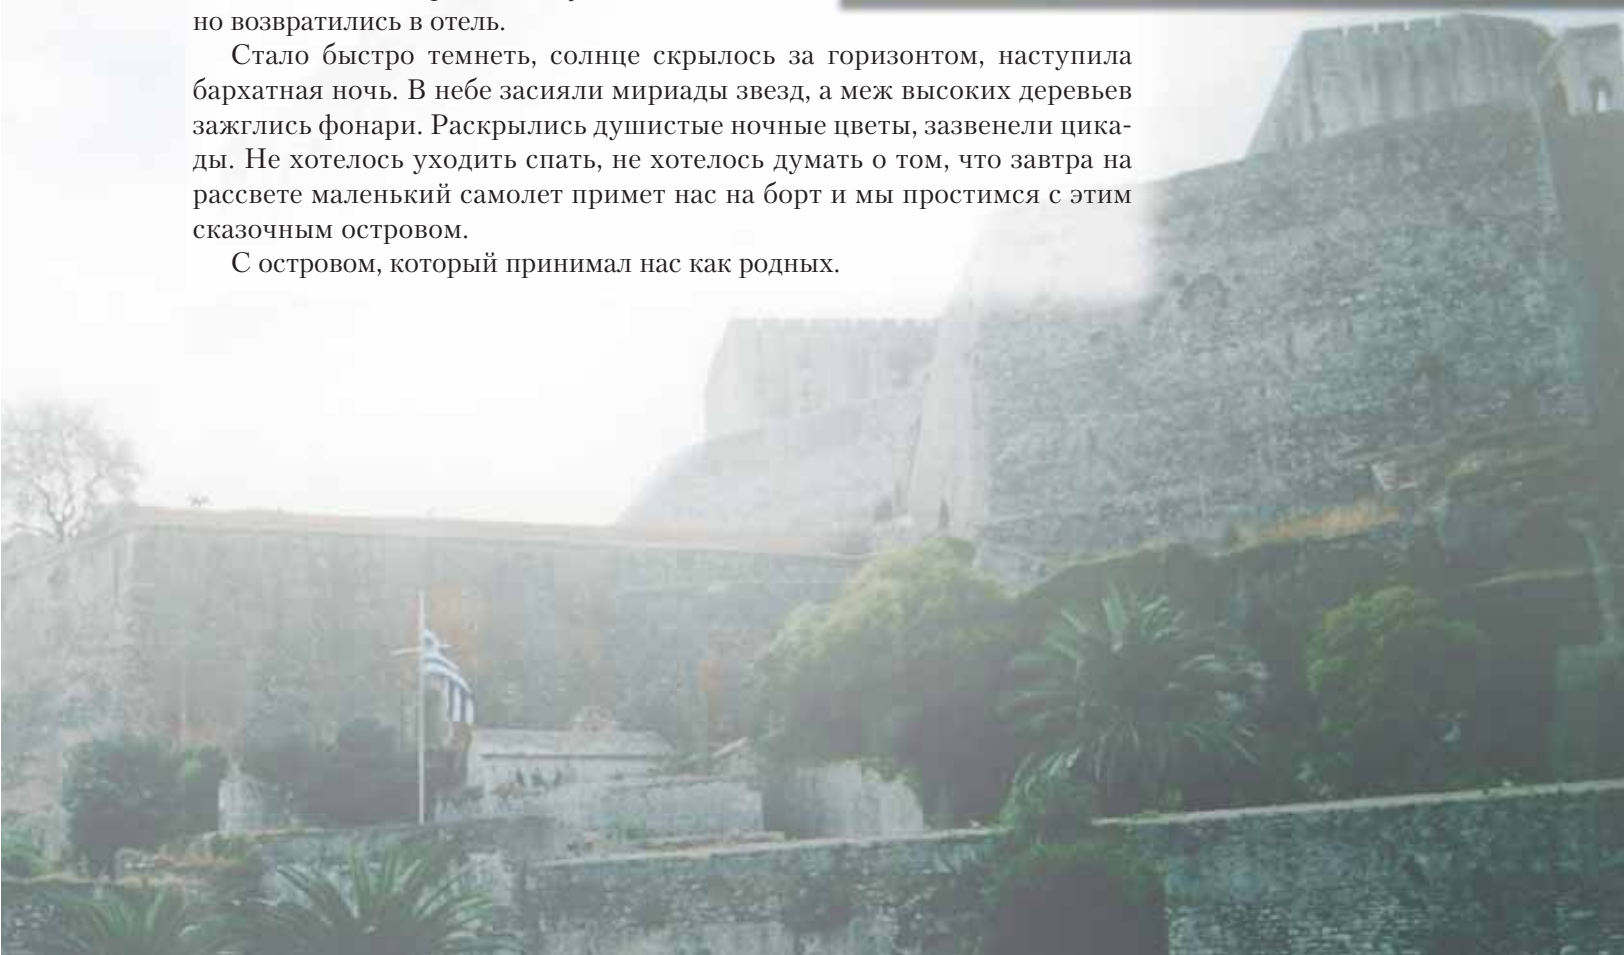 но возвратились в отель.
Стало быстро темнеть, солнце скрылось за горизонтом, наступила
бархатная ночь. В небе засияли мириады звезд, а меж высоких деревьев
зажглись фонари. Раскрылись душистые ночные цветы, зазвенели цика-
ды. Не хотелось уходить спать, не хотелось думать о том, что завтра на
рассвете маленький самолет примет нас на борт и мы простимся с этим
сказочным островом.
С островом, который принимал нас как родных.